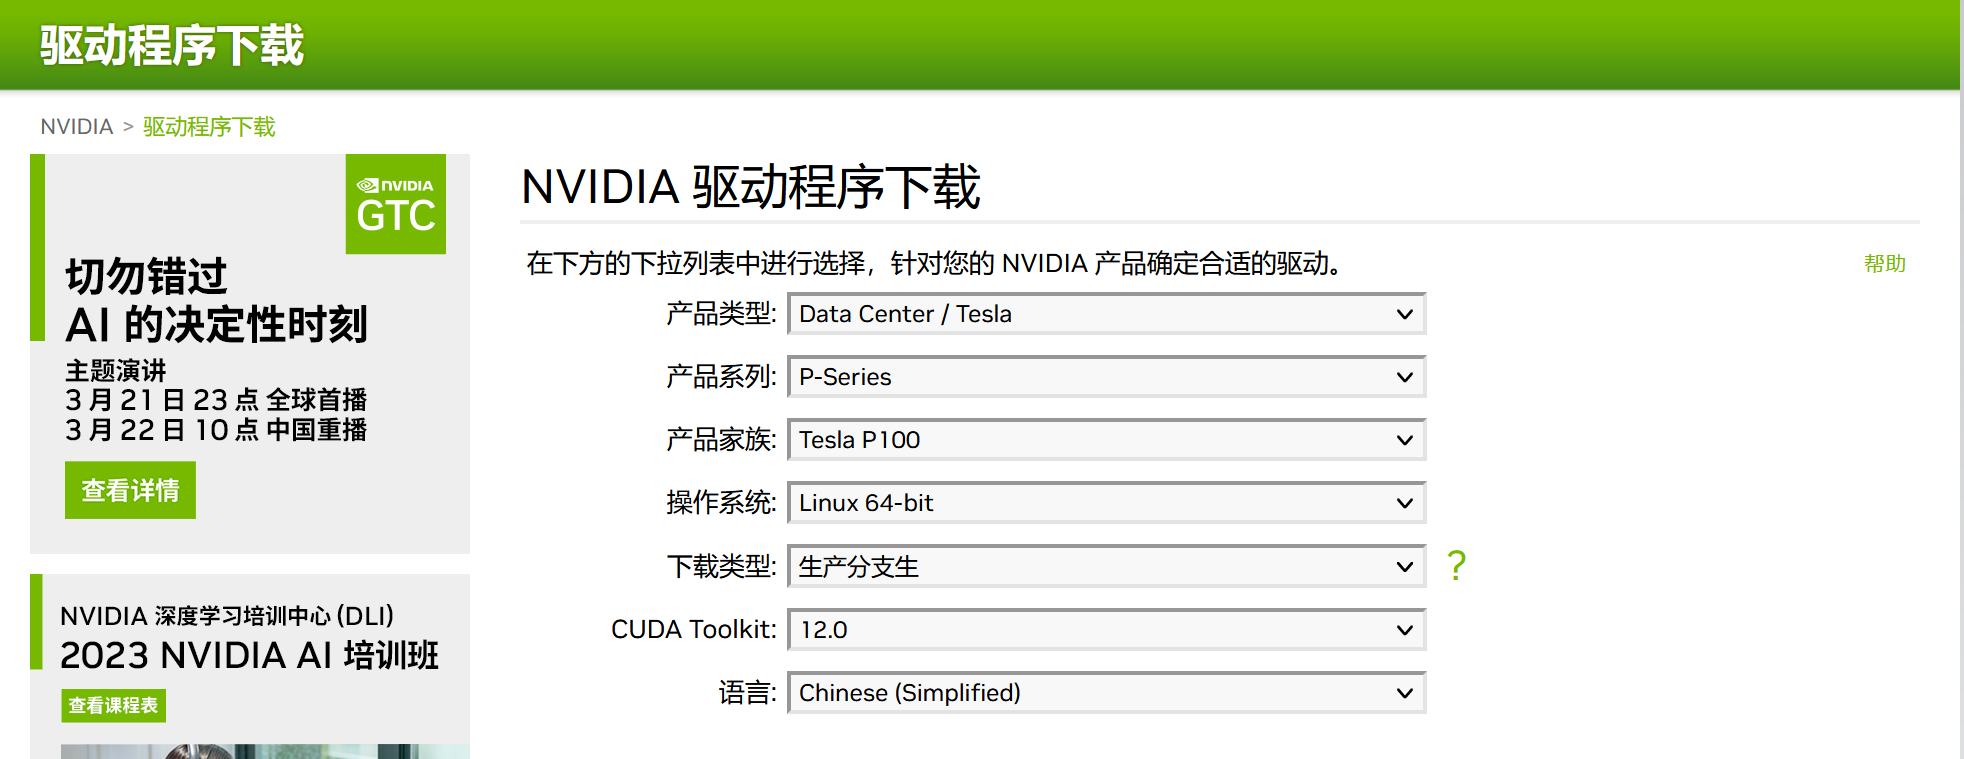 驱动程序下载
NVIDIA > 驱动程序下载
NVIDIA
GTC
切勿错过
AI 的决定性时刻
主题演讲
3 月 21 日 23 点 全球首播
3 月 22 日 10 点 中国重播
查看详情
NVIDIA 深度学习培训中心 (DLI)
2023 NVIDIA AI 培训班
查看课程表
NVIDIA 驱动程序下载
在下方的下拉列表中进行选择，针对您的 NVIDIA 产品确定合适的驱动。
帮助
产品类型: Data Center / Tesla
产品系列: P-Series
产品家族: Tesla P100
操作系统: Linux 64-bit
下载类型: 生产分支生 ?
CUDA Toolkit: 12.0
语言: Chinese (Simplified)